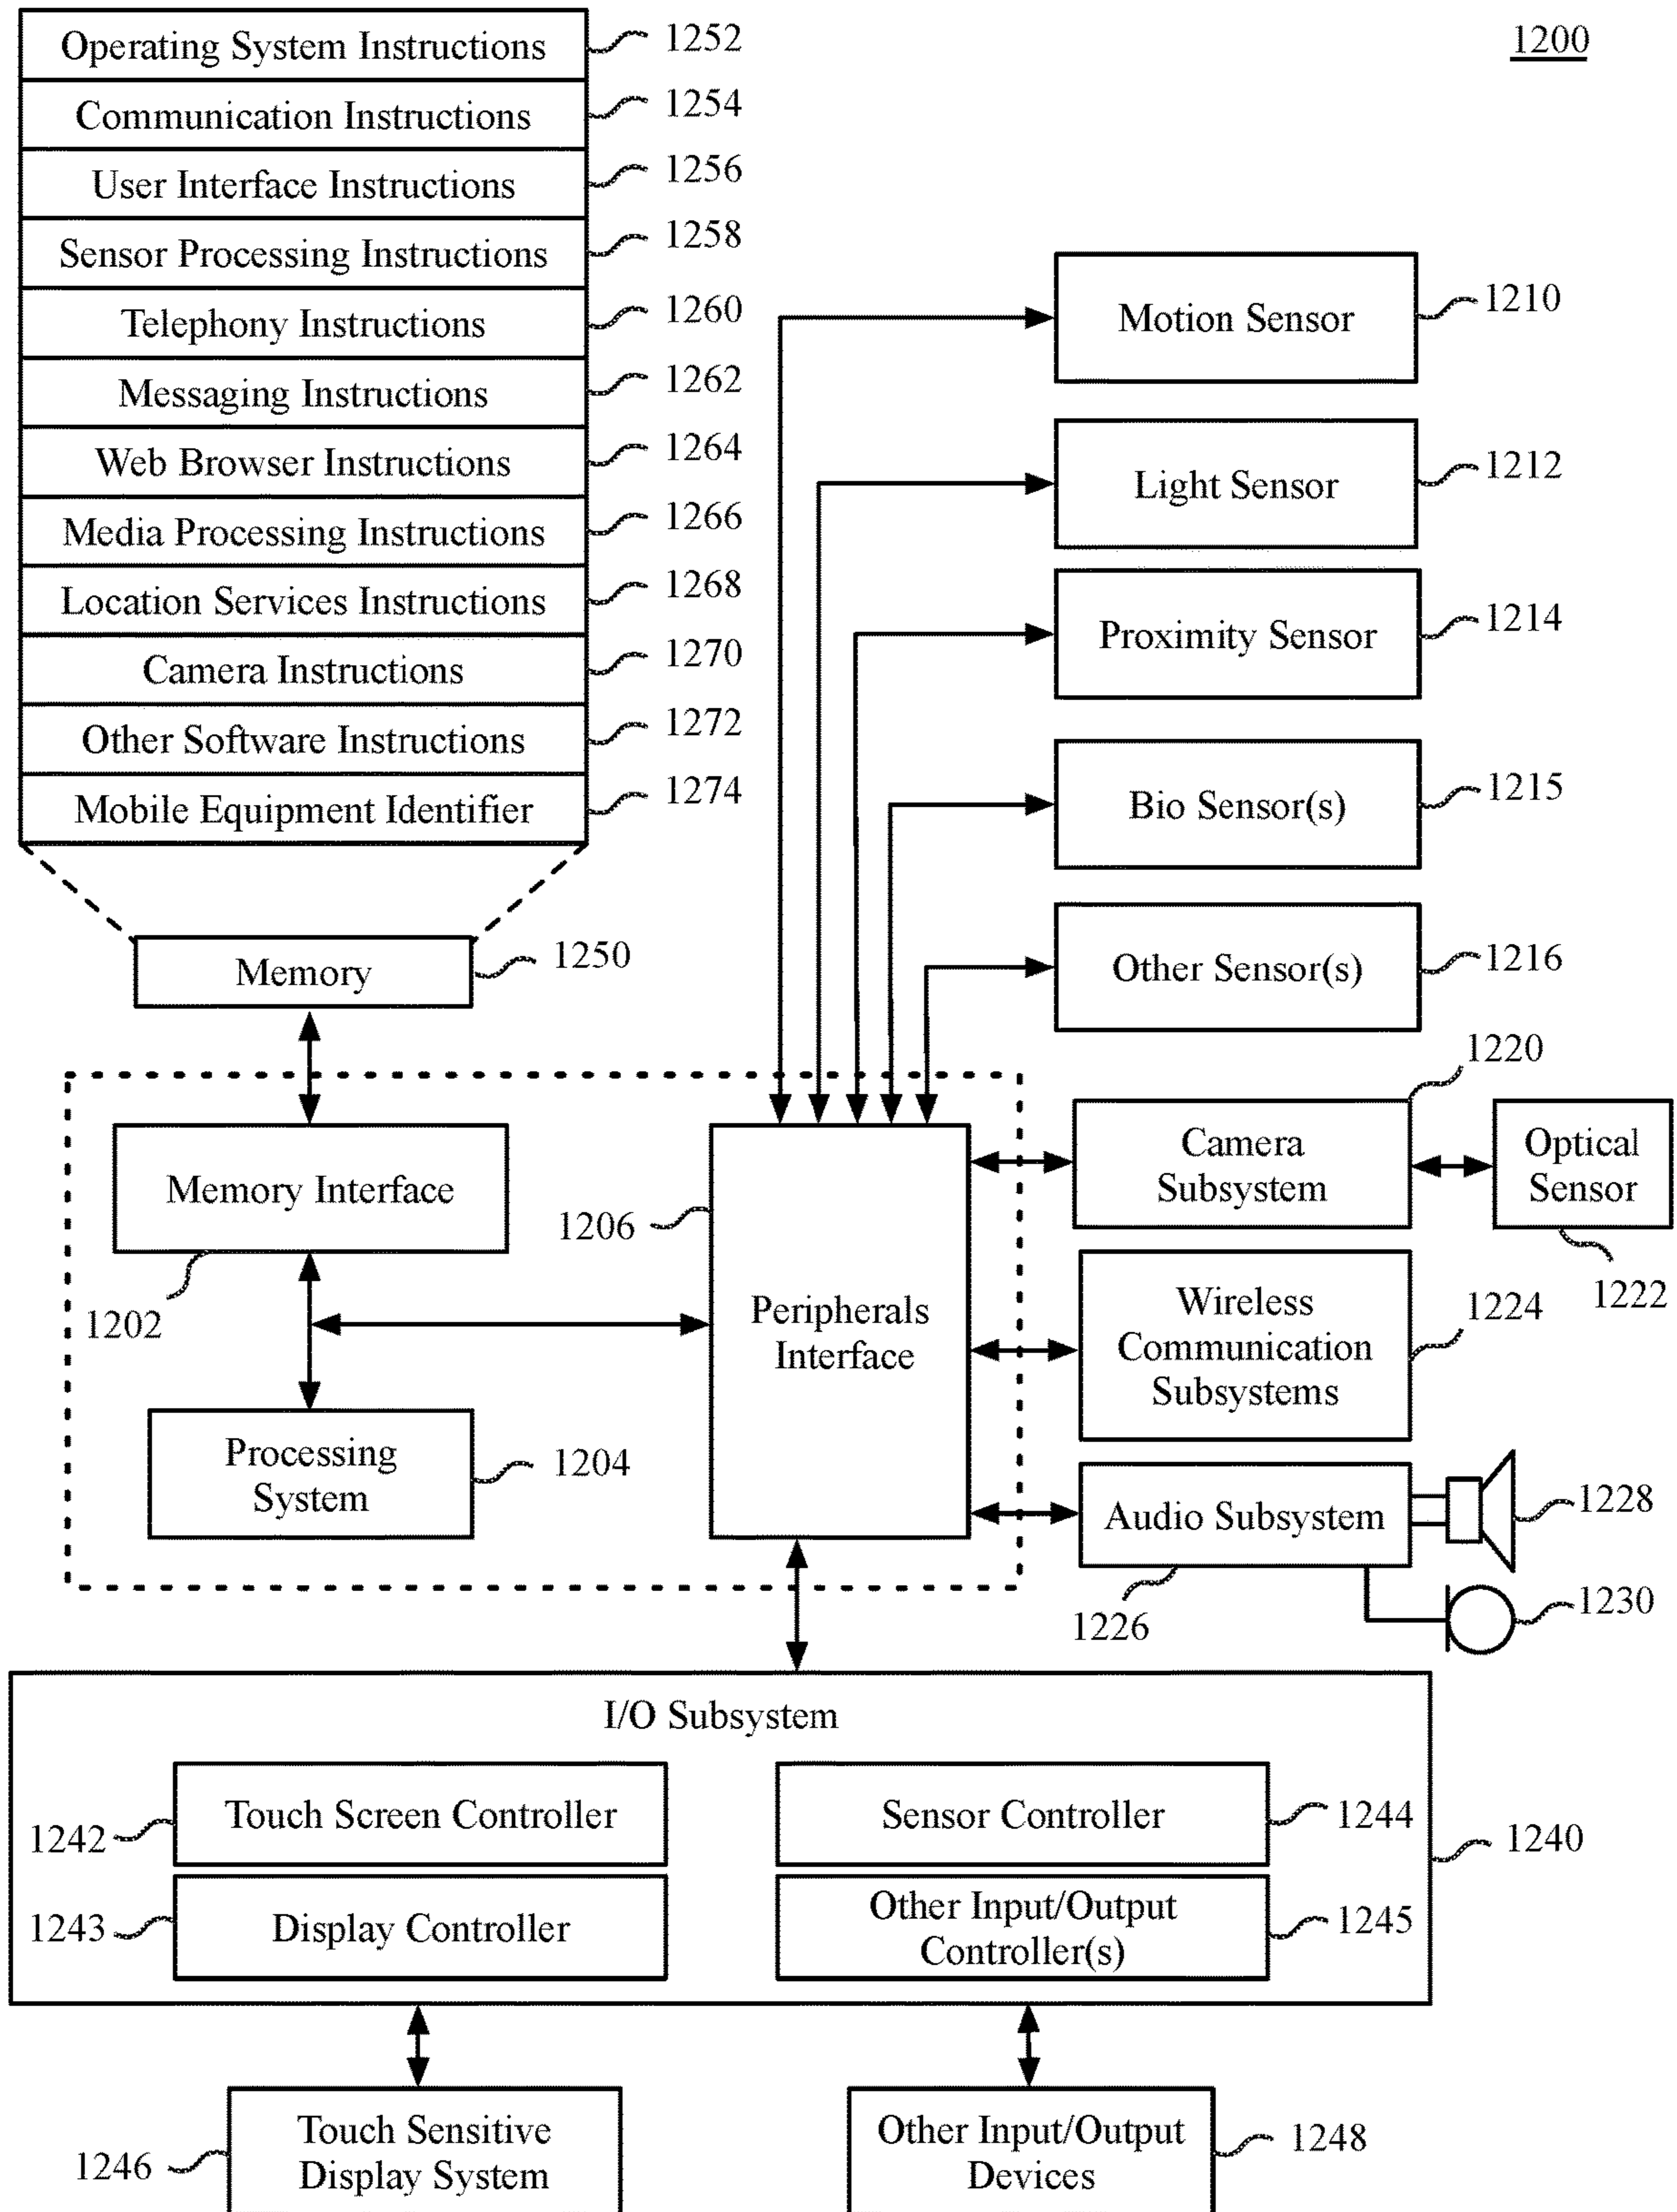 1200
Operating System Instructions
1252
Communication Instructions
1254
User Interface Instructions
1256
Sensor Processing Instructions
1258
Telephony Instructions
1260
Messaging Instructions
1262
Web Browser Instructions
1264
Media Processing Instructions
1266
Location Services Instructions
1268
Camera Instructions
1270
Other Software Instructions
1272
Mobile Equipment Identifier
1274
Memory
1250
Motion Sensor
1210
Light Sensor
1212
Proximity Sensor
1214
Bio Sensor(s)
1215
Other Sensor(s)
1216
Memory Interface
1202
Processing
System
1204
1206
Peripherals
Interface
1220
Camera
Subsystem
Optical
Sensor
1222
Wireless
Communication
Subsystems
1224
Audio Subsystem
1226
1228
1230
I/O Subsystem
1240
Touch Screen Controller
1242
Sensor Controller
1244
Display Controller
1243
Other Input/Output
Controller(s)
1245
Touch Sensitive
Display System
1246
Other Input/Output
Devices
1248